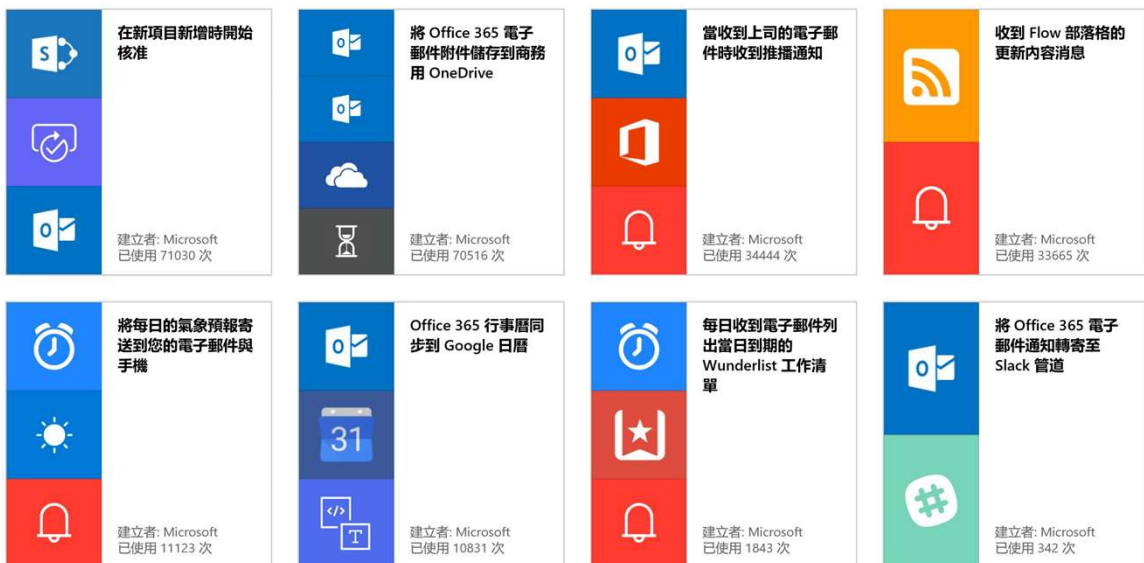 在新項目新增時開始
核准
建立者: Microsoft
已使用 71030 次
將 Office 365 電子
郵件附件儲存到商務
用 OneDrive
建立者: Microsoft
已使用 70516 次
當收到上司的電子郵
件時收到推播通知
建立者: Microsoft
已使用 34444 次
收到 Flow 部落格的
更新內容消息
建立者: Microsoft
已使用 33665 次
將每日的氣象預報寄
送到您的電子郵件與
手機
建立者: Microsoft
已使用 11123 次
Office 365 行事曆同
步到 Google 日曆
31
建立者: Microsoft
已使用 10831 次
每日收到電子郵件列
出當日到期的
Wunderlist 工作清
單
建立者: Microsoft
已使用 1843 次
將 Office 365 電子
郵件通知轉寄至
Slack 管道
建立者: Microsoft
已使用 342 次